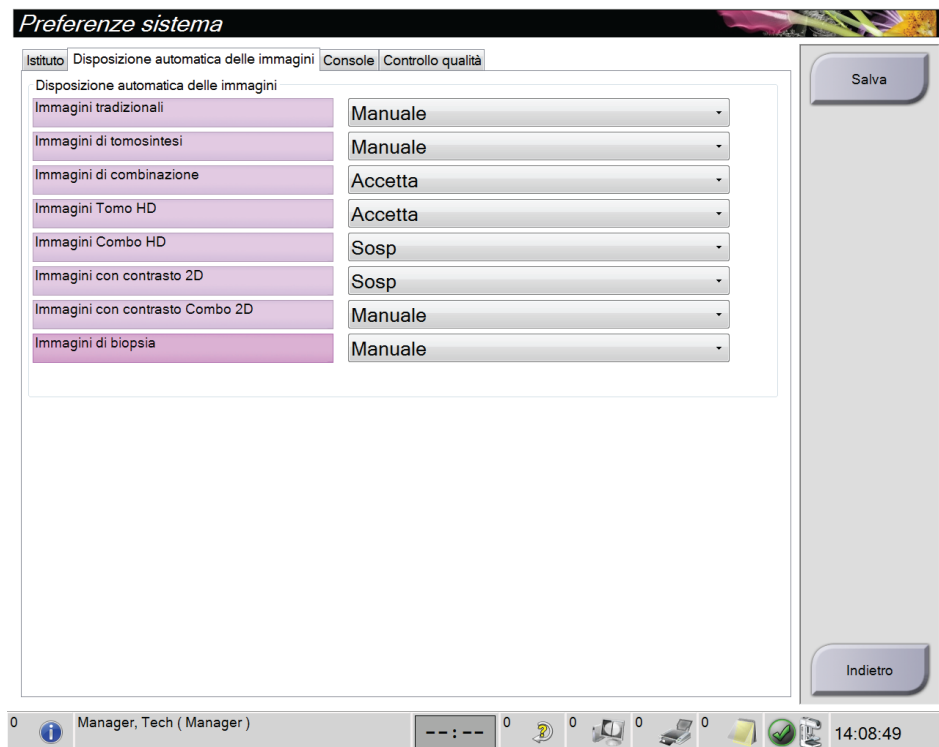 Preferenze sistema
Istituto Disposizione automatica delle immagini Console Controllo qualità
Salva
Disposizione automatica delle immagini
Immagini tradizionali Manuale
Immagini di tomosintesi Manuale
Immagini di combinazione Accetta
Immagini Tomo HD Accetta
Immagini Combo HD Sosp
Immagini con contrasto 2D Sosp
Immagini con contrasto Combo 2D Manuale
Immagini di biopsia Manuale
Indietro
0 Manager, Tech ( Manager ) --:-- 0 0 0 0 14:08:49